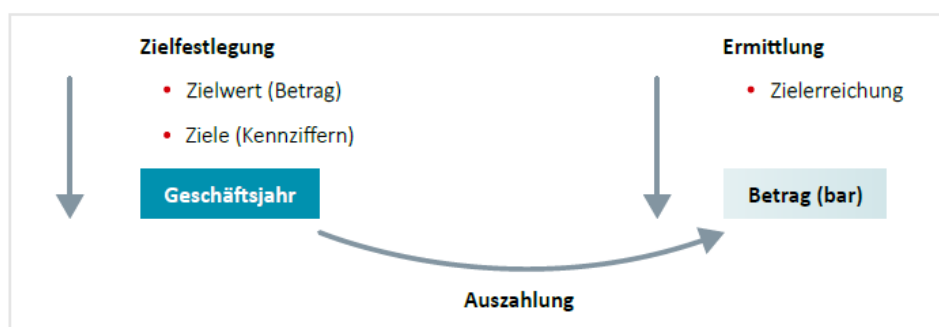 Zielfestlegung
• Zielwert (Betrag)
• Ziele (Kennziffern)
Geschäftsjahr
Ermittlung
• Zielerreichung
Betrag (bar)
Auszahlung